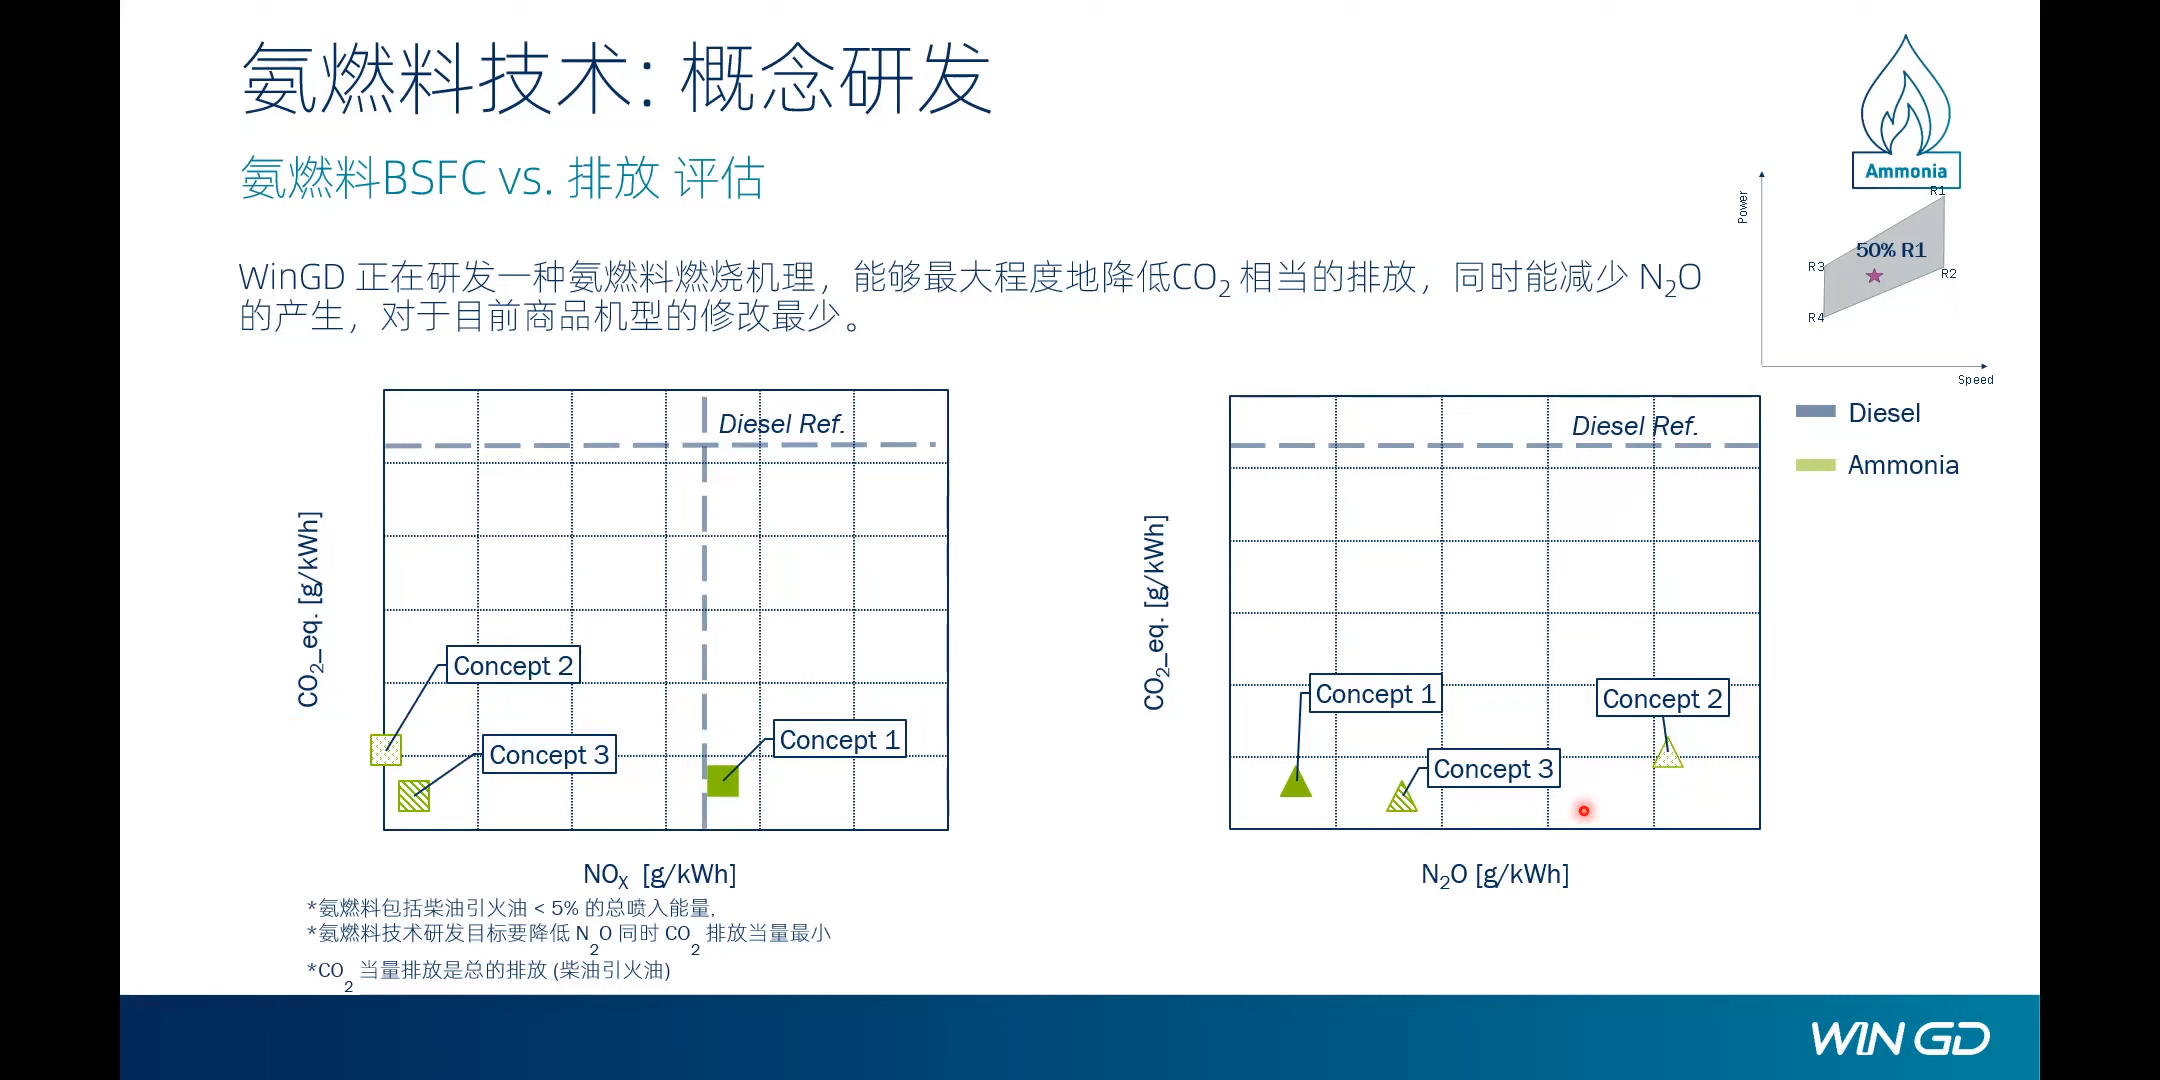 氨燃料技术: 概念研发
Ammonia
氨燃料BSFC vs. 排放 评估
R1
Power
50% R1
R3
R2
R4
Speed
WinGD 正在研发一种氨燃料燃烧机理，能够最大程度地降低CO2 相当的排放，同时能减少 N2O
的产生，对于目前商品机型的修改最少。
Diesel Ref.
CO2_eq. [g/kWh]
Concept 2
Concept 3
Concept 1
NOX [g/kWh]
Diesel Ref.
CO2_eq. [g/kWh]
Concept 1
Concept 2
Concept 3
N2O [g/kWh]
Diesel
Ammonia
*氨燃料包括柴油引火油 < 5% 的总喷入能量,
*氨燃料技术研发目标要降低 N2O 同时 CO2 排放当量最小
*CO2 当量排放是总的排放 (柴油引火油)
WIN GD